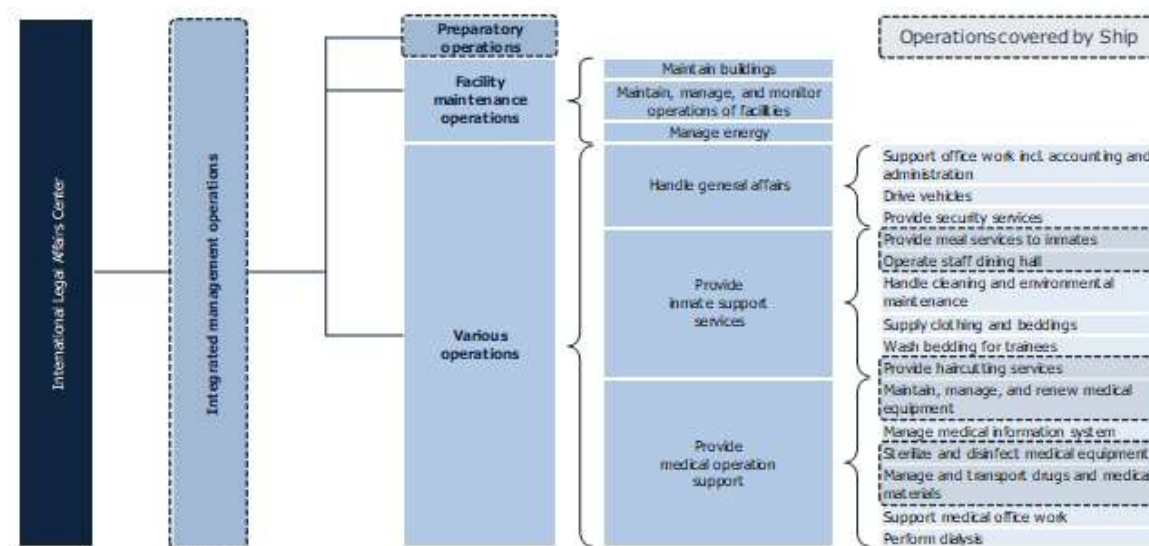 International Legal Affairs Center
Integrated management operations
Preparatory
operations
Facility
maintenance
operations
Various
operations
Maintain buildings
Maintain, manage, and monitor
operations of facilities
Manage energy
Handle general affairs
Provide
inmate support
services
Provide
medical operation
support
Operations covered by Ship
Support office work incl. accounting and
administration
Drive vehicles
Provide security services
Provide meal services to inmates
Operate staff dining hall
Handle cleaning and environmental
maintenance
Supply clothing and beddings
Wash bedding for trainees
Provide haircutting services
Maintain, manage, and renew medical
equipment
Manage medical information system
Sterilize and disinfect medical equipment
Manage and transport drugs and medical
materials
Support medical office work
Perform dialysis